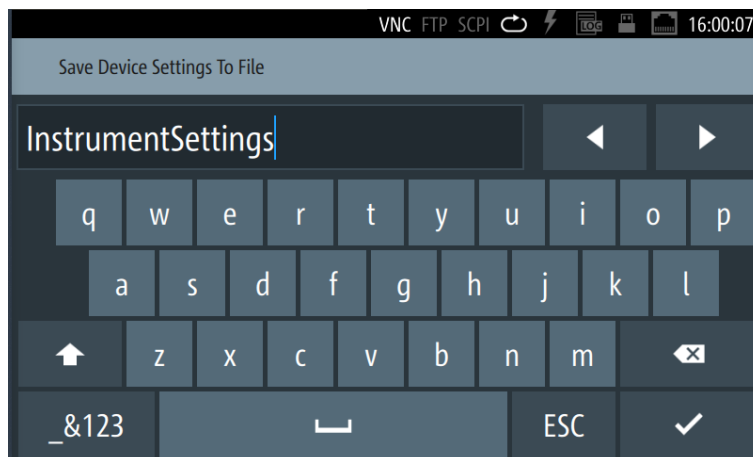 VNC FTP SCPI LOG 16:00:07
Save Device Settings To File
InstrumentSettings
q w e r t y u i o p
a s d f g h j k l
z x c v b n m
_&123 ESC